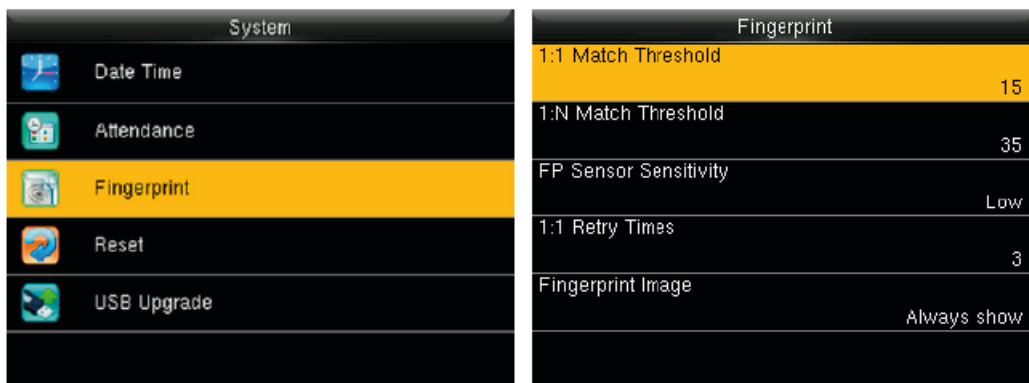 System
Date Time
Attendance
Fingerprint
Reset
USB Upgrade
Fingerprint
1:1 Match Threshold
15
1:N Match Threshold
35
FP Sensor Sensitivity
Low
1:1 Retry Times
3
Fingerprint Image
Always show